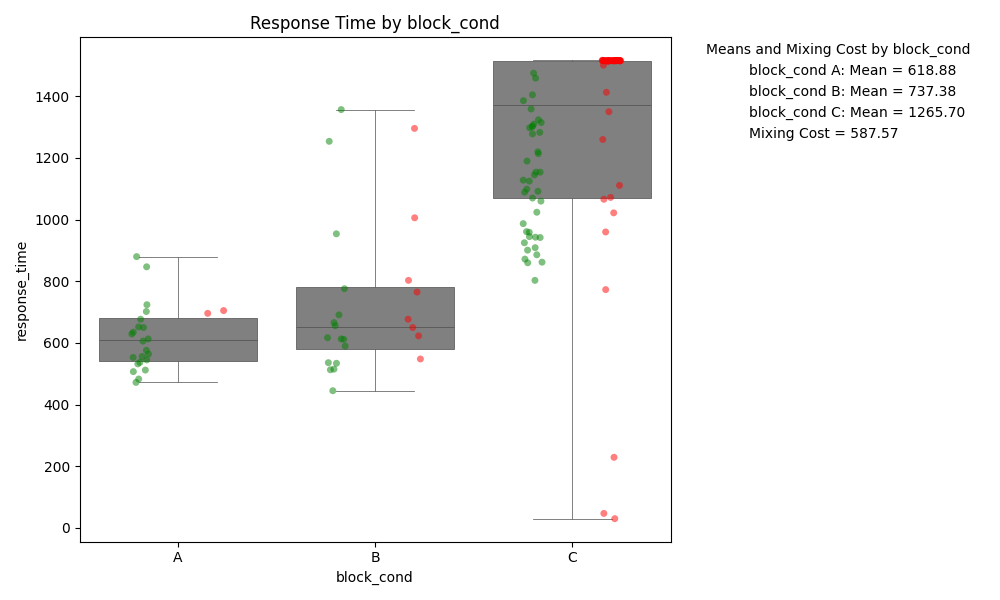 Response Time by block_cond
Means and Mixing Cost by block_cond
block_cond A: Mean = 618.88
block_cond B: Mean = 737.38
block_cond C: Mean = 1265.70
Mixing Cost = 587.57
response_time
1400
1200
1000
800
600
400
200
0
A B C
block_cond